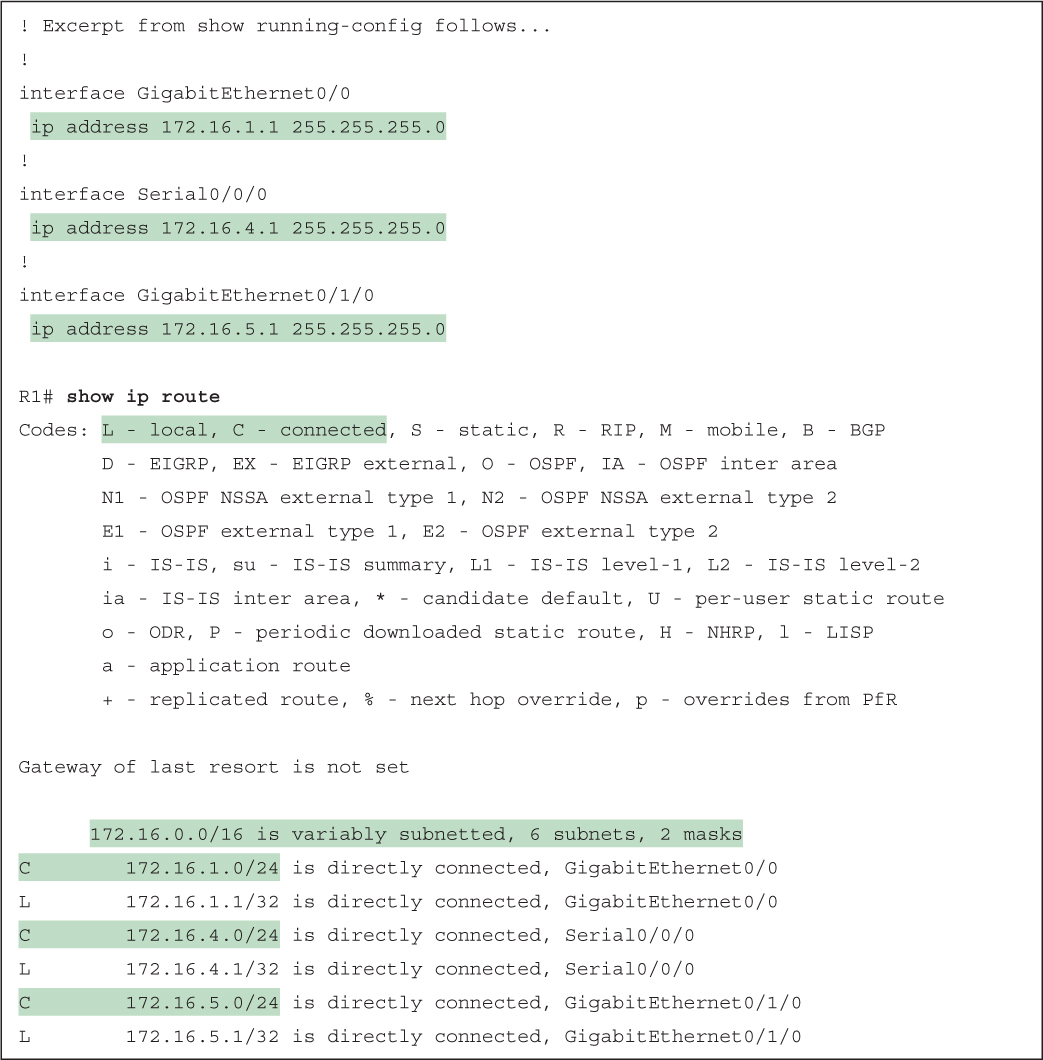 ! Excerpt from show running-config follows...
!
interface GigabitEthernet0/0
 ip address 172.16.1.1 255.255.255.0
!
interface Serial0/0/0
 ip address 172.16.4.1 255.255.255.0
!
interface GigabitEthernet0/1/0
 ip address 172.16.5.1 255.255.255.0

R1# show ip route
Codes: L - local, C - connected, S - static, R - RIP, M - mobile, B - BGP
       D - EIGRP, EX - EIGRP external, O - OSPF, IA - OSPF inter area
       N1 - OSPF NSSA external type 1, N2 - OSPF NSSA external type 2
       E1 - OSPF external type 1, E2 - OSPF external type 2
       i - IS-IS, su - IS-IS summary, L1 - IS-IS level-1, L2 - IS-IS level-2
       ia - IS-IS inter area, * - candidate default, U - per-user static route
       o - ODR, P - periodic downloaded static route, H - NHRP, l - LISP
       a - application route
       + - replicated route, % - next hop override, p - overrides from PfR

Gateway of last resort is not set

      172.16.0.0/16 is variably subnetted, 6 subnets, 2 masks
C        172.16.1.0/24 is directly connected, GigabitEthernet0/0
L        172.16.1.1/32 is directly connected, GigabitEthernet0/0
C        172.16.4.0/24 is directly connected, Serial0/0/0
L        172.16.4.1/32 is directly connected, Serial0/0/0
C        172.16.5.0/24 is directly connected, GigabitEthernet0/1/0
L        172.16.5.1/32 is directly connected, GigabitEthernet0/1/0